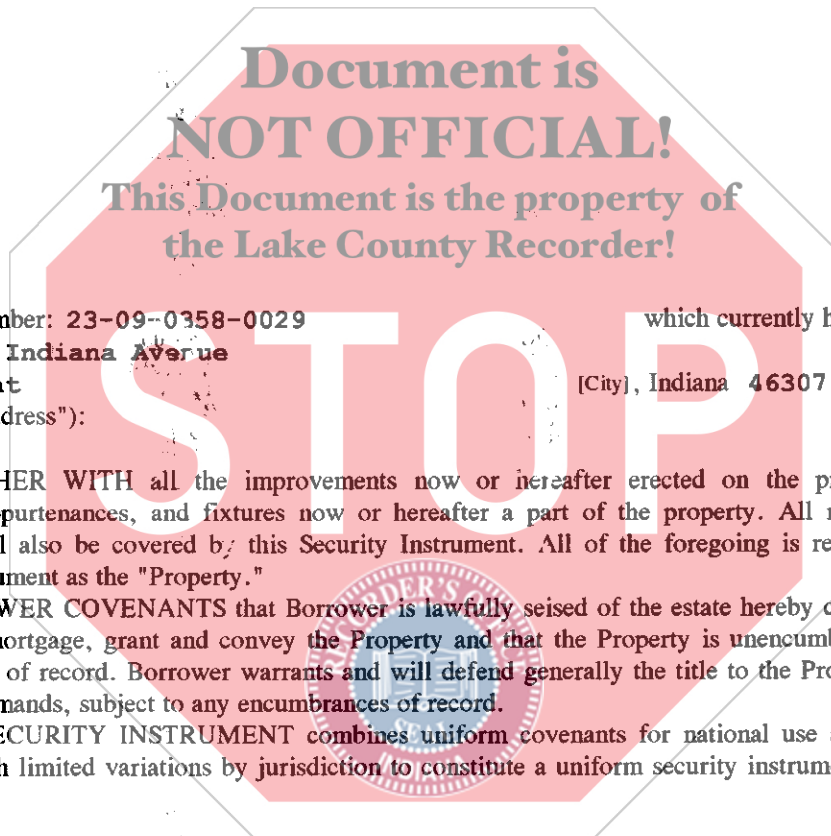 Document is
NOT OFFICIAL!
This Document is the property of
the Lake County Recorder!
STOP
nber: 23-09-0358-0029 which currently h
Indiana Avenue
t [City], Indiana 46307
dress"):
HER WITH all the improvements now or hereafter erected on the p
purtenances, and fixtures now or hereafter a part of the property. All
l also be covered by this Security Instrument. All of the foregoing is re
ument as the "Property."
WER COVENANTS that Borrower is lawfully seised of the estate hereby c
nortgage, grant and convey the Property and that the Property is unencumb
of record. Borrower warrants and will defend generally the title to the Pro
mands, subject to any encumbrances of record.
ECURITY INSTRUMENT combines uniform covenants for national use
h limited variations by jurisdiction to constitute a uniform security instrum
RECORDER'S
SEAL
INDIANA